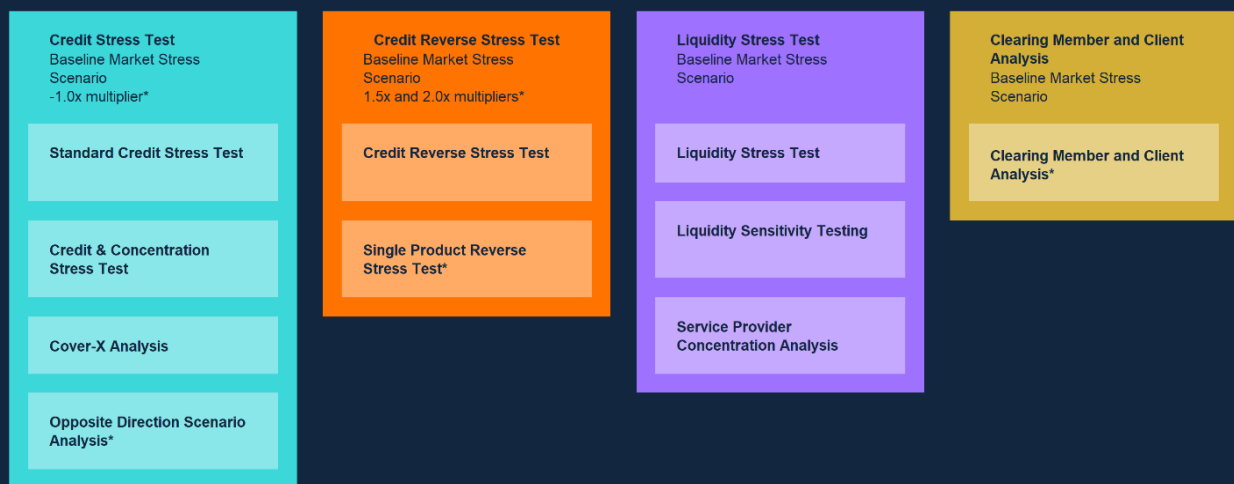 Credit Stress Test
Baseline Market Stress
Scenario
-1.0x multiplier*
Standard Credit Stress Test
Credit & Concentration
Stress Test
Cover-X Analysis
Opposite Direction Scenario
Analysis*
Credit Reverse Stress Test
Baseline Market Stress
Scenario
1.5x and 2.0x multipliers*
Credit Reverse Stress Test
Single Product Reverse
Stress Test*
Liquidity Stress Test
Baseline Market Stress
Scenario
Liquidity Stress Test
Liquidity Sensitivity Testing
Service Provider
Concentration Analysis
Clearing Member and Client
Analysis
Baseline Market Stress
Scenario
Clearing Member and Client
Analysis*